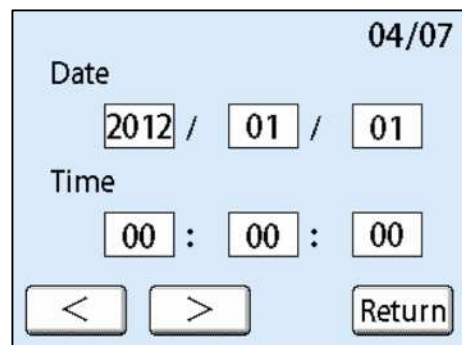 04/07
Date
2012 / 01 / 01
Time
00 : 00 : 00
< > Return